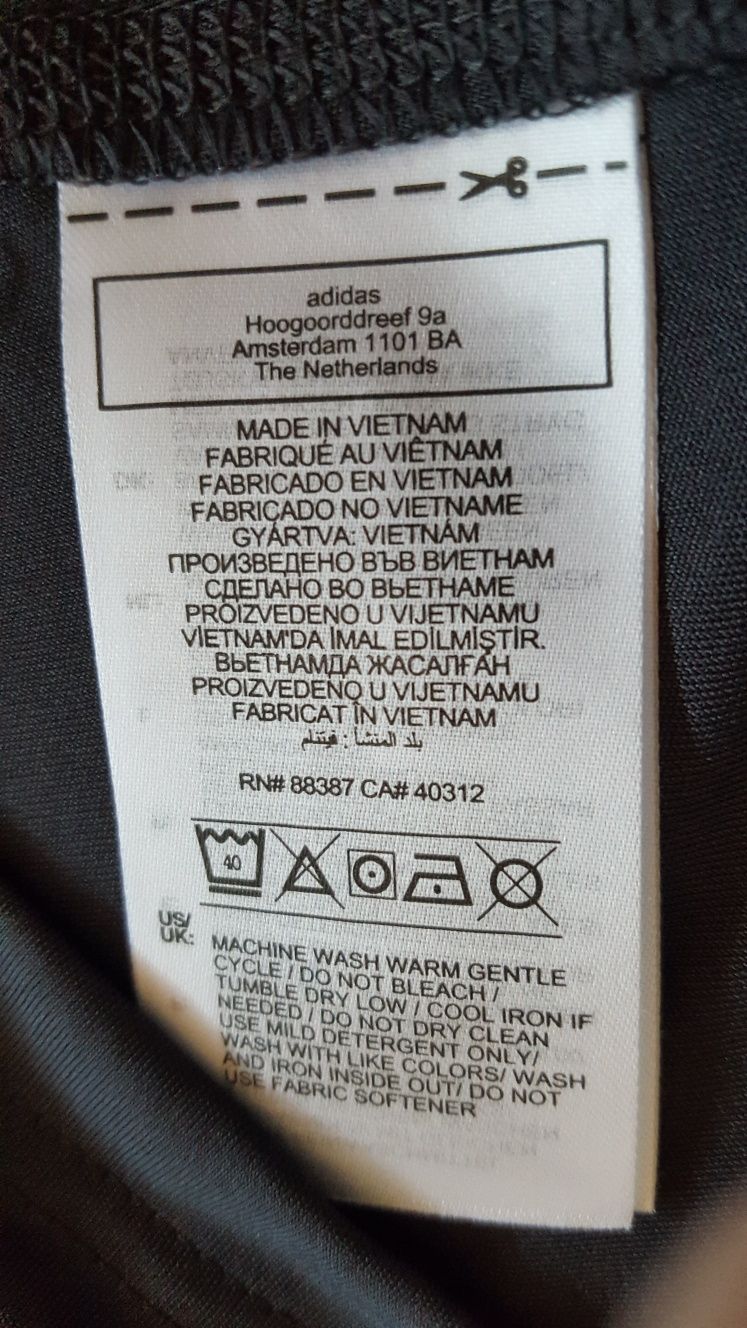 adidas
Hoogoorddreef 9a
Amsterdam 1101 BA
The Netherlands
MADE IN VIETNAM
FABRIQUÉ AU VIÊTNAM
FABRICADO EN VIETNAM
FABRICADO NO VIETNAME
GYÁRTVA: VIETNÁM
ПРОИЗВЕДЕНО ВЪВ ВИЕТНАМ
СДЕЛАНО ВО ВЬЕТНАМЕ
PROIZVEDENO U VIJETNAMU
VİETNAM'DA İMAL EDİLMİŞTİR.
ВЬЕТНАМДА ЖАСАЛҒАН
PROIZVEDENO U VIJETNAMU
FABRICAT ÎN VIETNAM
بلد المنشأ : فيتنام
RN# 88387 CA# 40312
40
US/
UK:
MACHINE WASH WARM GENTLE
CYCLE / DO NOT BLEACH /
TUMBLE DRY LOW / COOL IRON IF
NEEDED / DO NOT DRY CLEAN
USE MILD DETERGENT ONLY/
WASH WITH LIKE COLORS/ WASH
AND IRON INSIDE OUT/ DO NOT
USE FABRIC SOFTENER